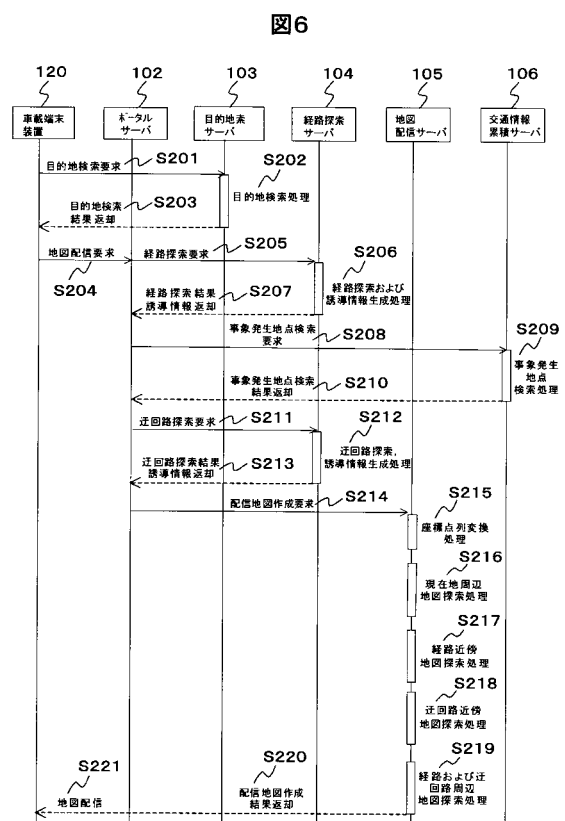 図6
120
102
103
104
105
106
車載端末
装置
ポータル
サーバ
目的地索
サーバ
経路探索
サーバ
地図
配信サーバ
交通情報
累積サーバ
S201
目的地検索要求
S202
目的地検索処理
S203
目的地検索
結果返却
S205
地図配信要求
経路探索要求
S204
S206
経路探索および
誘導情報生成処理
S207
経路探索結果
誘導情報返却
S208
事象発生地点検索
要求
S209
事象発生
地点
検索処理
S210
事象発生地点検索
結果返却
S211
迂回路探索要求
S212
迂回路探索,
誘導情報生成処理
S213
迂回路探索結果
誘導情報返却
S214
配信地図作成要求
S215
座標点列変換
処理
S216
現在地周辺
地図探索処理
S217
経路近傍
地図探索処理
S218
迂回路近傍
地図探索処理
S219
経路および迂
回路周辺
地図探索処理
S220
配信地図作成
結果返却
S221
地図配信